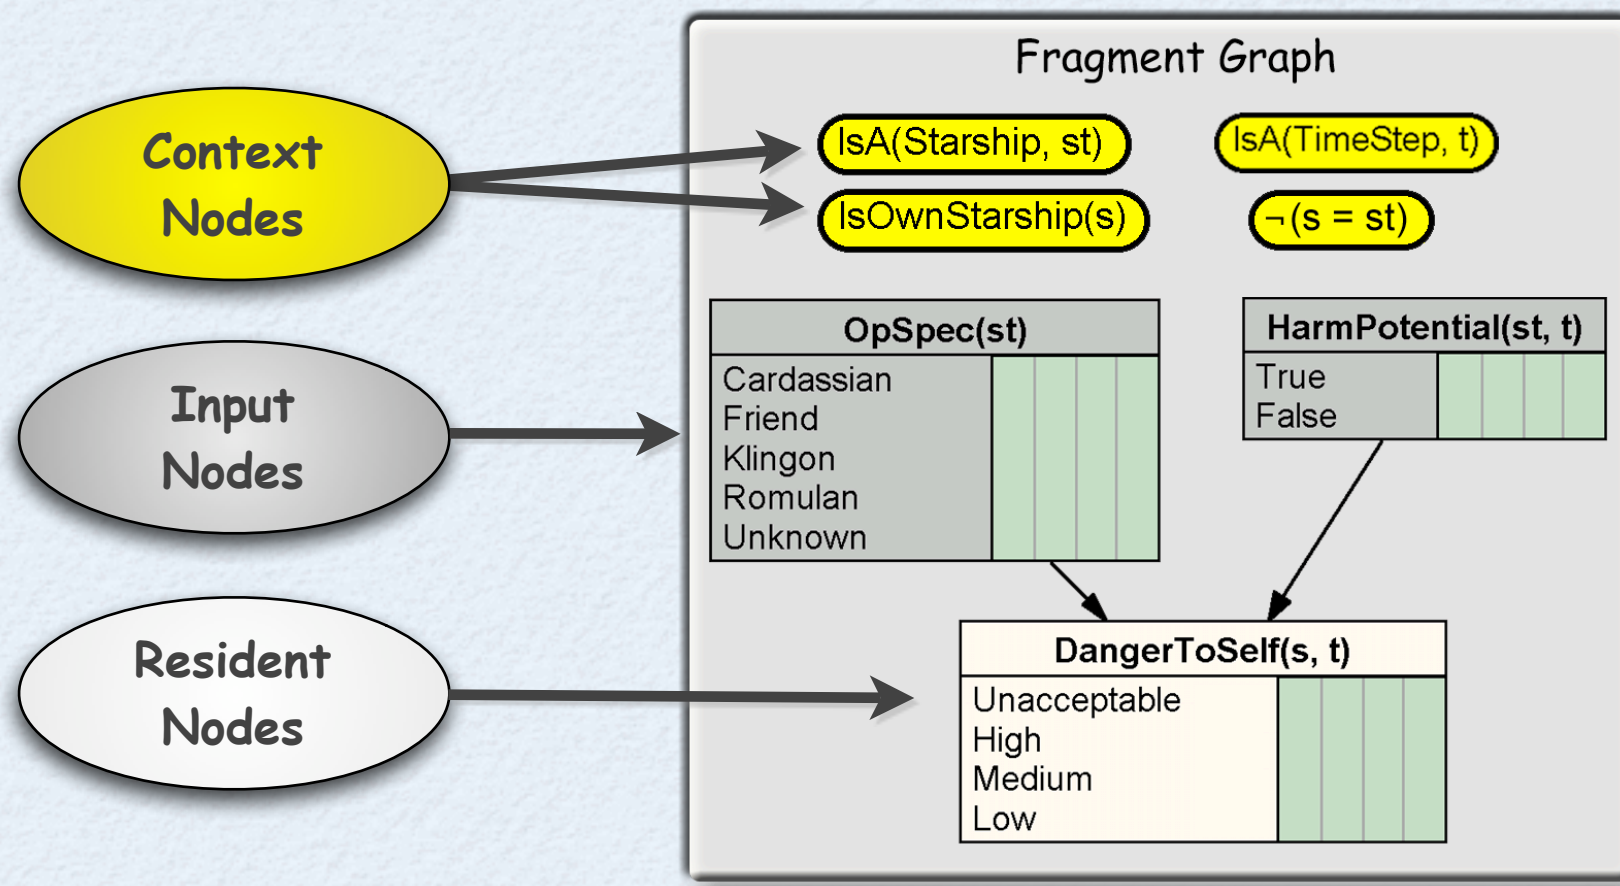 Fragment Graph
Context
Nodes
IsA(Starship, st)
IsA(TimeStep, t)
IsOwnStarship(s)
¬(s = st)
Input
Nodes
OpSpec(st)
Cardassian
Friend
Klingon
Romulan
Unknown
HarmPotential(st, t)
True
False
Resident
Nodes
DangerToSelf(s, t)
Unacceptable
High
Medium
Low